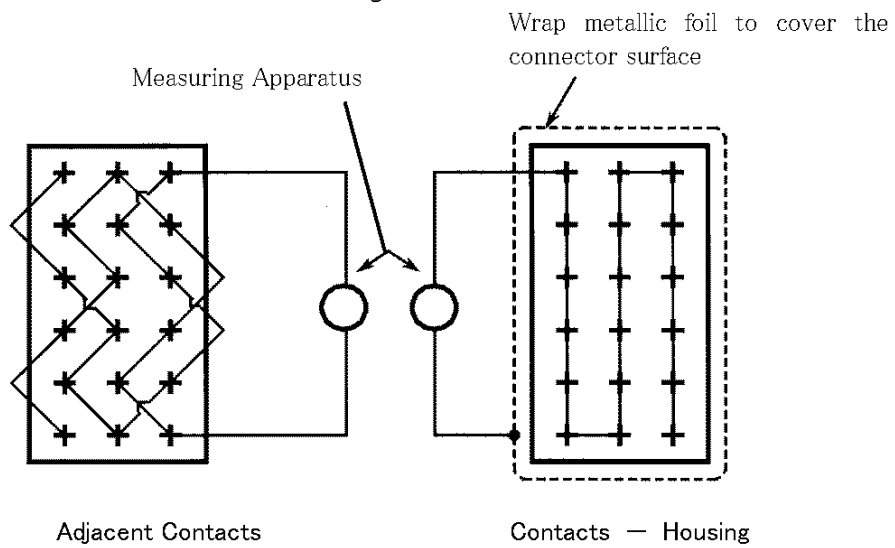 Wrap metallic foil to cover the
connector surface
Measuring Apparatus
Adjacent Contacts
Contacts － Housing